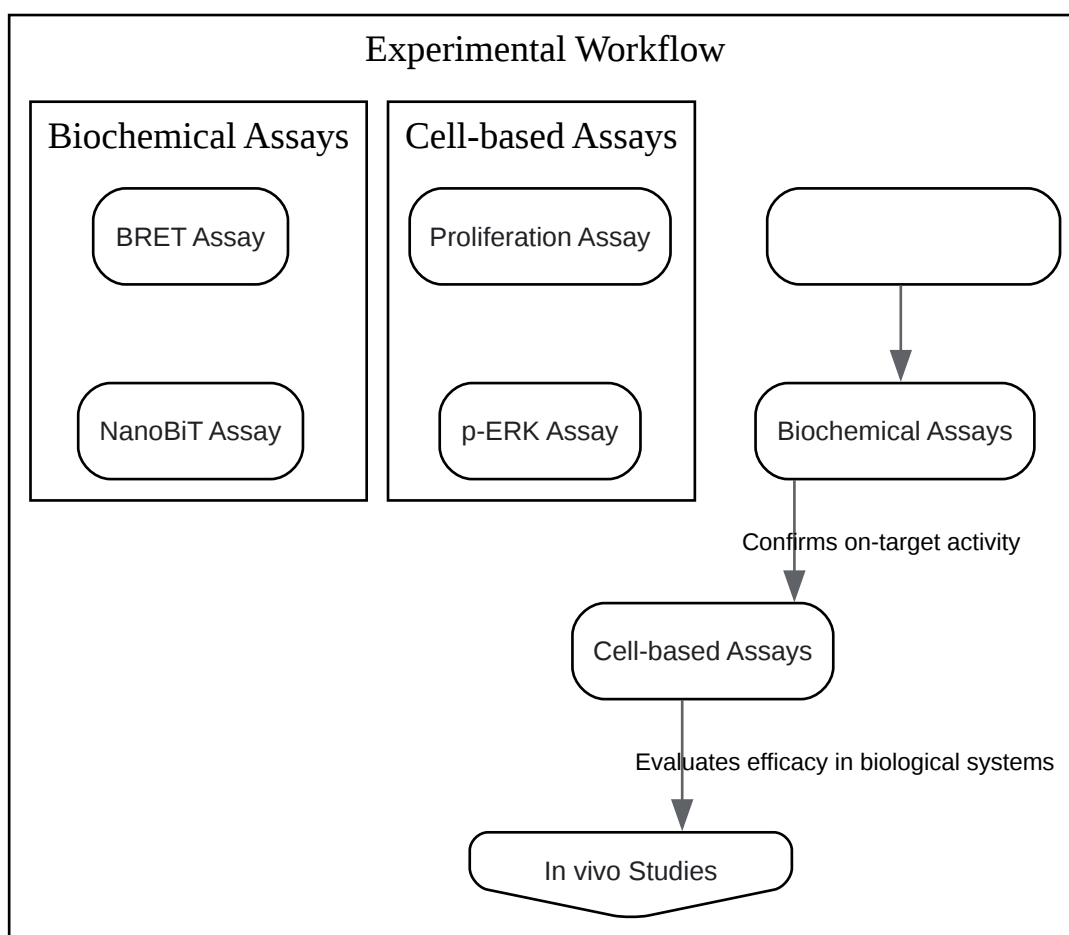 Experimental Workflow
Biochemical Assays
Cell-based Assays
BRET Assay
Proliferation Assay
NanoBiT Assay
p-ERK Assay
Biochemical Assays
Confirms on-target activity
Cell-based Assays
Evaluates efficacy in biological systems
In vivo Studies